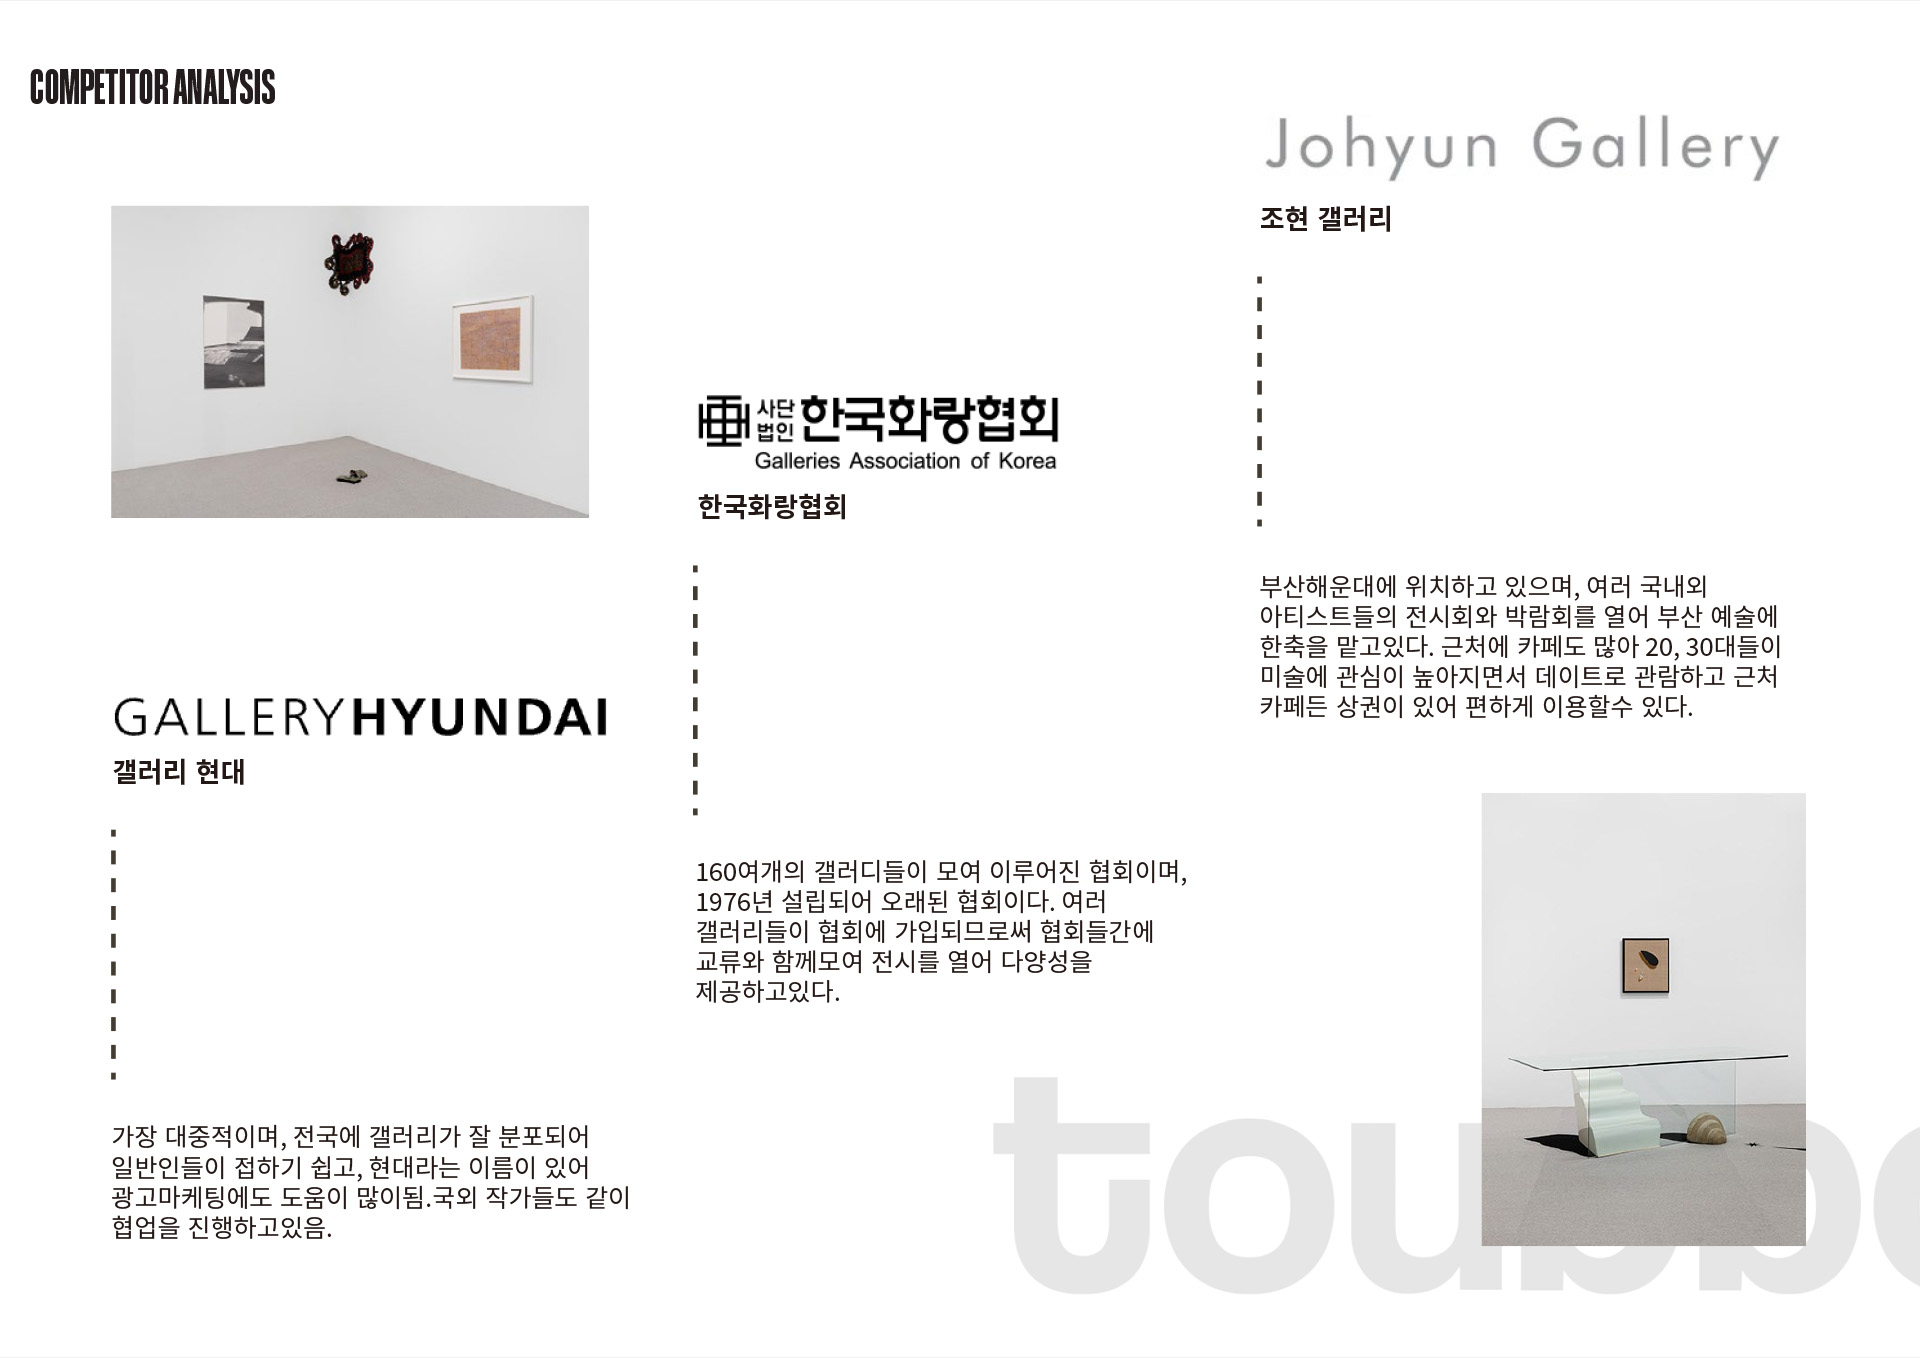 COMPETITOR ANALYSIS
GALLERYHYUNDAI
갤러리 현대
가장 대중적이며, 전국에 갤러리가 잘 분포되어
일반인들이 접하기 쉽고, 현대라는 이름이 있어
광고마케팅에도 도움이 많이됨.국외 작가들도 같이
협업을 진행하고있음.
사단
법인
한국화랑협회
Galleries Association of Korea
한국화랑협회
160여개의 갤러디들이 모여 이루어진 협회이며,
1976년 설립되어 오래된 협회이다. 여러
갤러리들이 협회에 가입되므로써 협회들간에
교류와 함께모여 전시를 열어 다양성을
제공하고있다.
Johyun Gallery
조현 갤러리
부산해운대에 위치하고 있으며, 여러 국내외
아티스트들의 전시회와 박람회를 열어 부산 예술에
한축을 맡고있다. 근처에 카페도 많아 20, 30대들이
미술에 관심이 높아지면서 데이트로 관람하고 근처
카페든 상권이 있어 편하게 이용할수 있다.